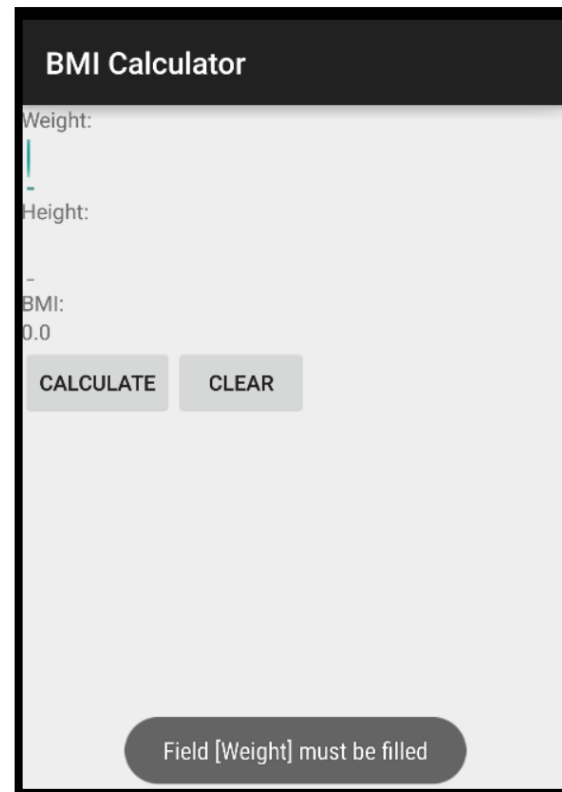 BMI Calculator
Weight:
Height:
BMI:
0.0
CALCULATE CLEAR
Field [Weight] must be filled